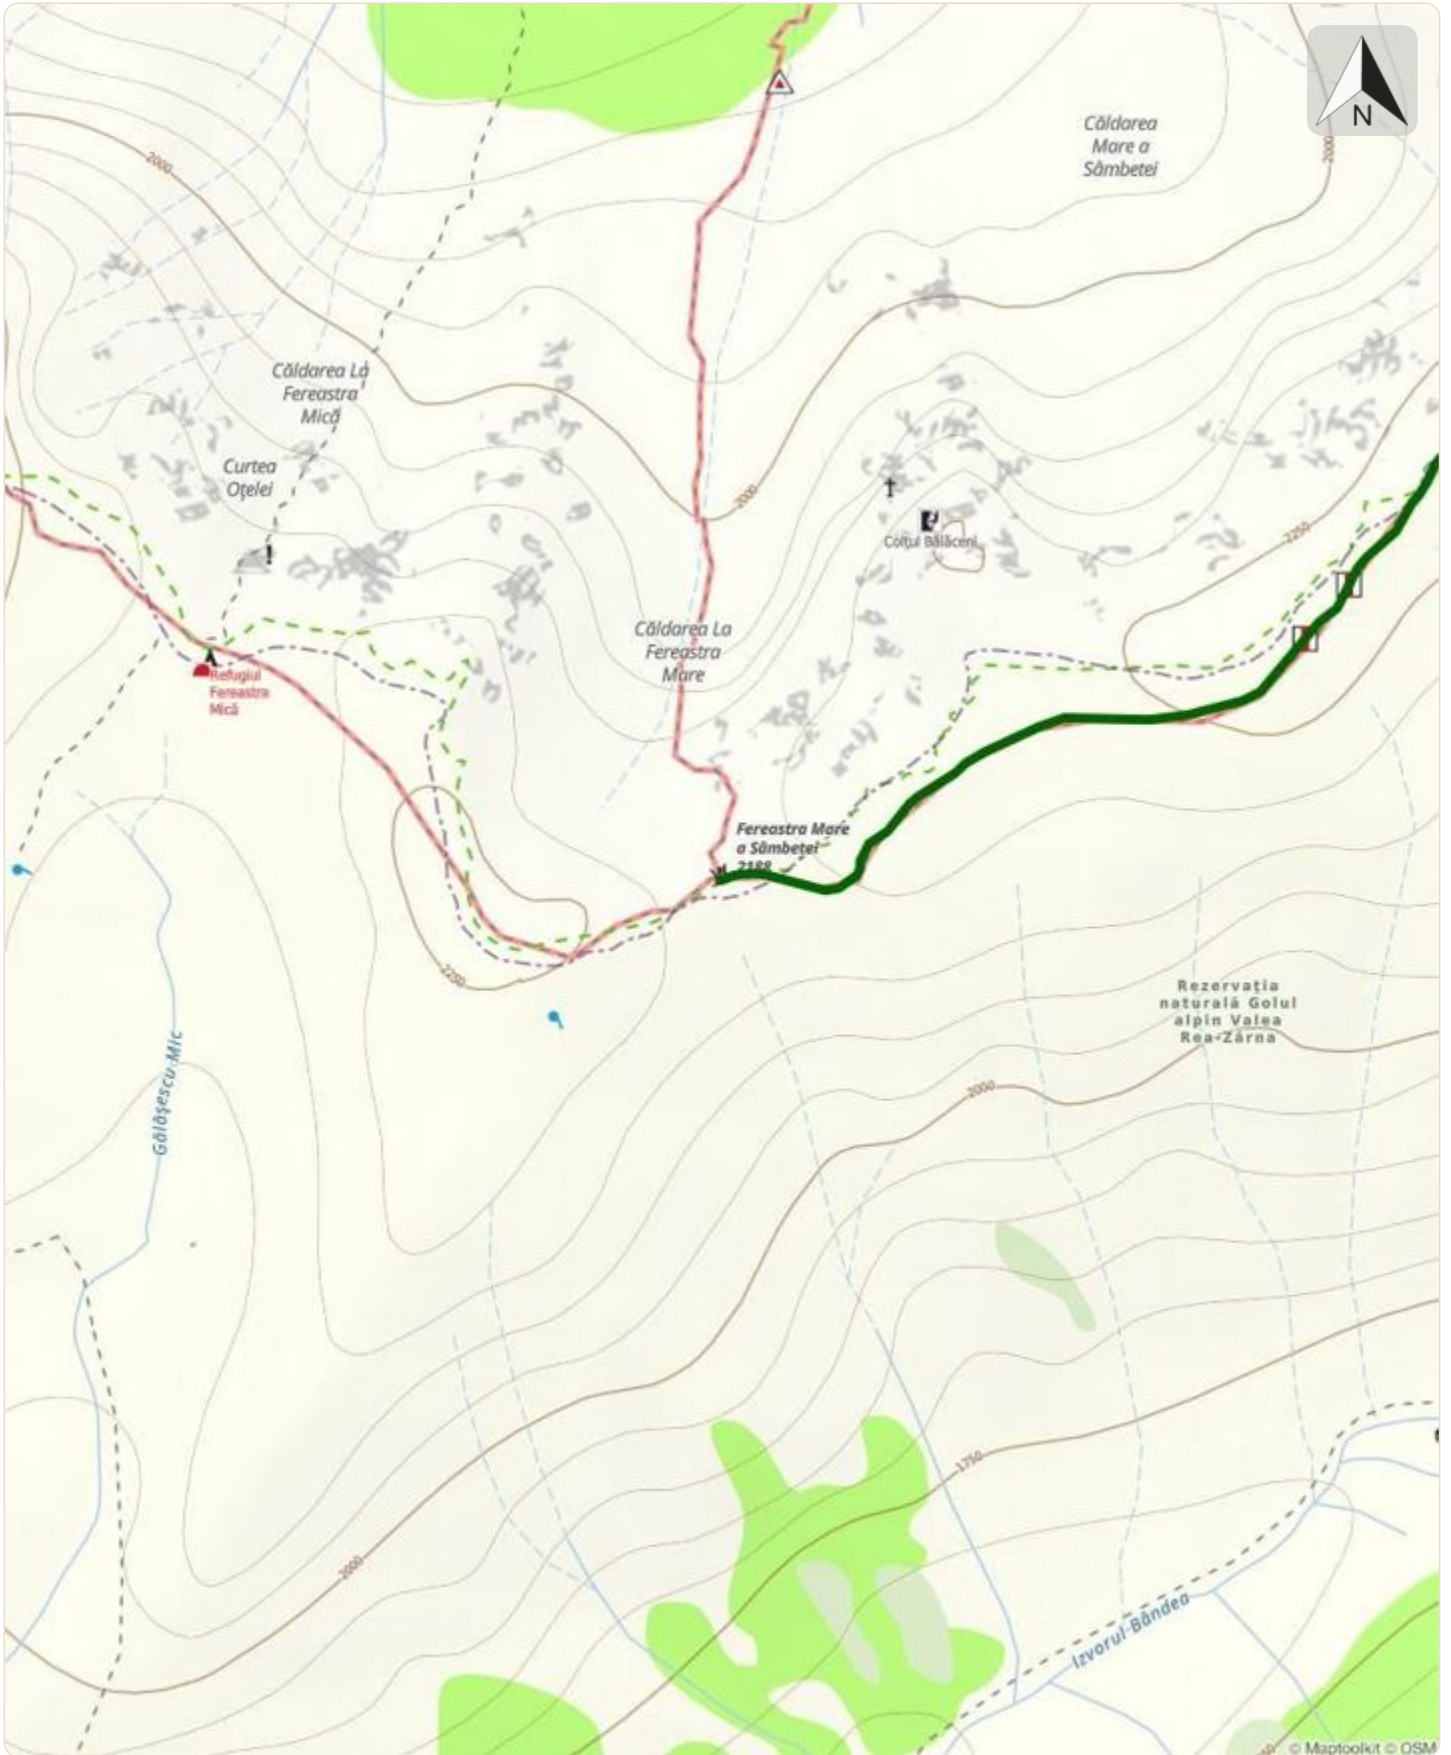 N
Căldarea
Mare a
Sâmbetei
2000
2000
Căldarea La
Fereastra
Mică
Curtea
Oțelei
2000
Colțul Bălăceni
2250
Căldarea La
Fereastra
Mare
Refugiul
Fereastra
Mică
Fereastra Mare
a Sâmbetei
2188
2250
Rezervația
naturală Golul
alpin Valea
Rea-Zârna
Gălășescu Mic
2000
1750
2000
Izvorul Bândea
© Maptoolkit © OSM